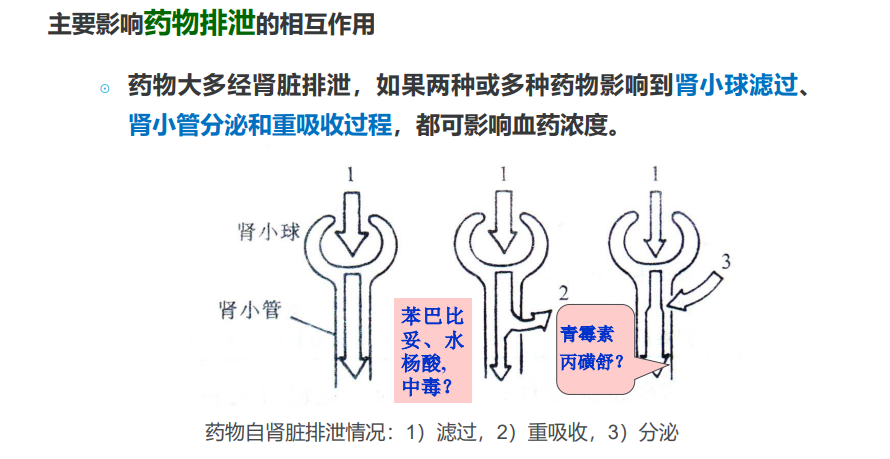 主要影响药物排泄的相互作用
⊙ 药物大多经肾脏排泄，如果两种或多种药物影响到肾小球滤过、
肾小管分泌和重吸收过程，都可影响血药浓度。
1
1
1
肾小球
3
肾小管
2
苯巴比
妥、水
杨酸,
中毒？
青霉素
丙磺舒？
药物自肾脏排泄情况：1）滤过，2）重吸收，3）分泌